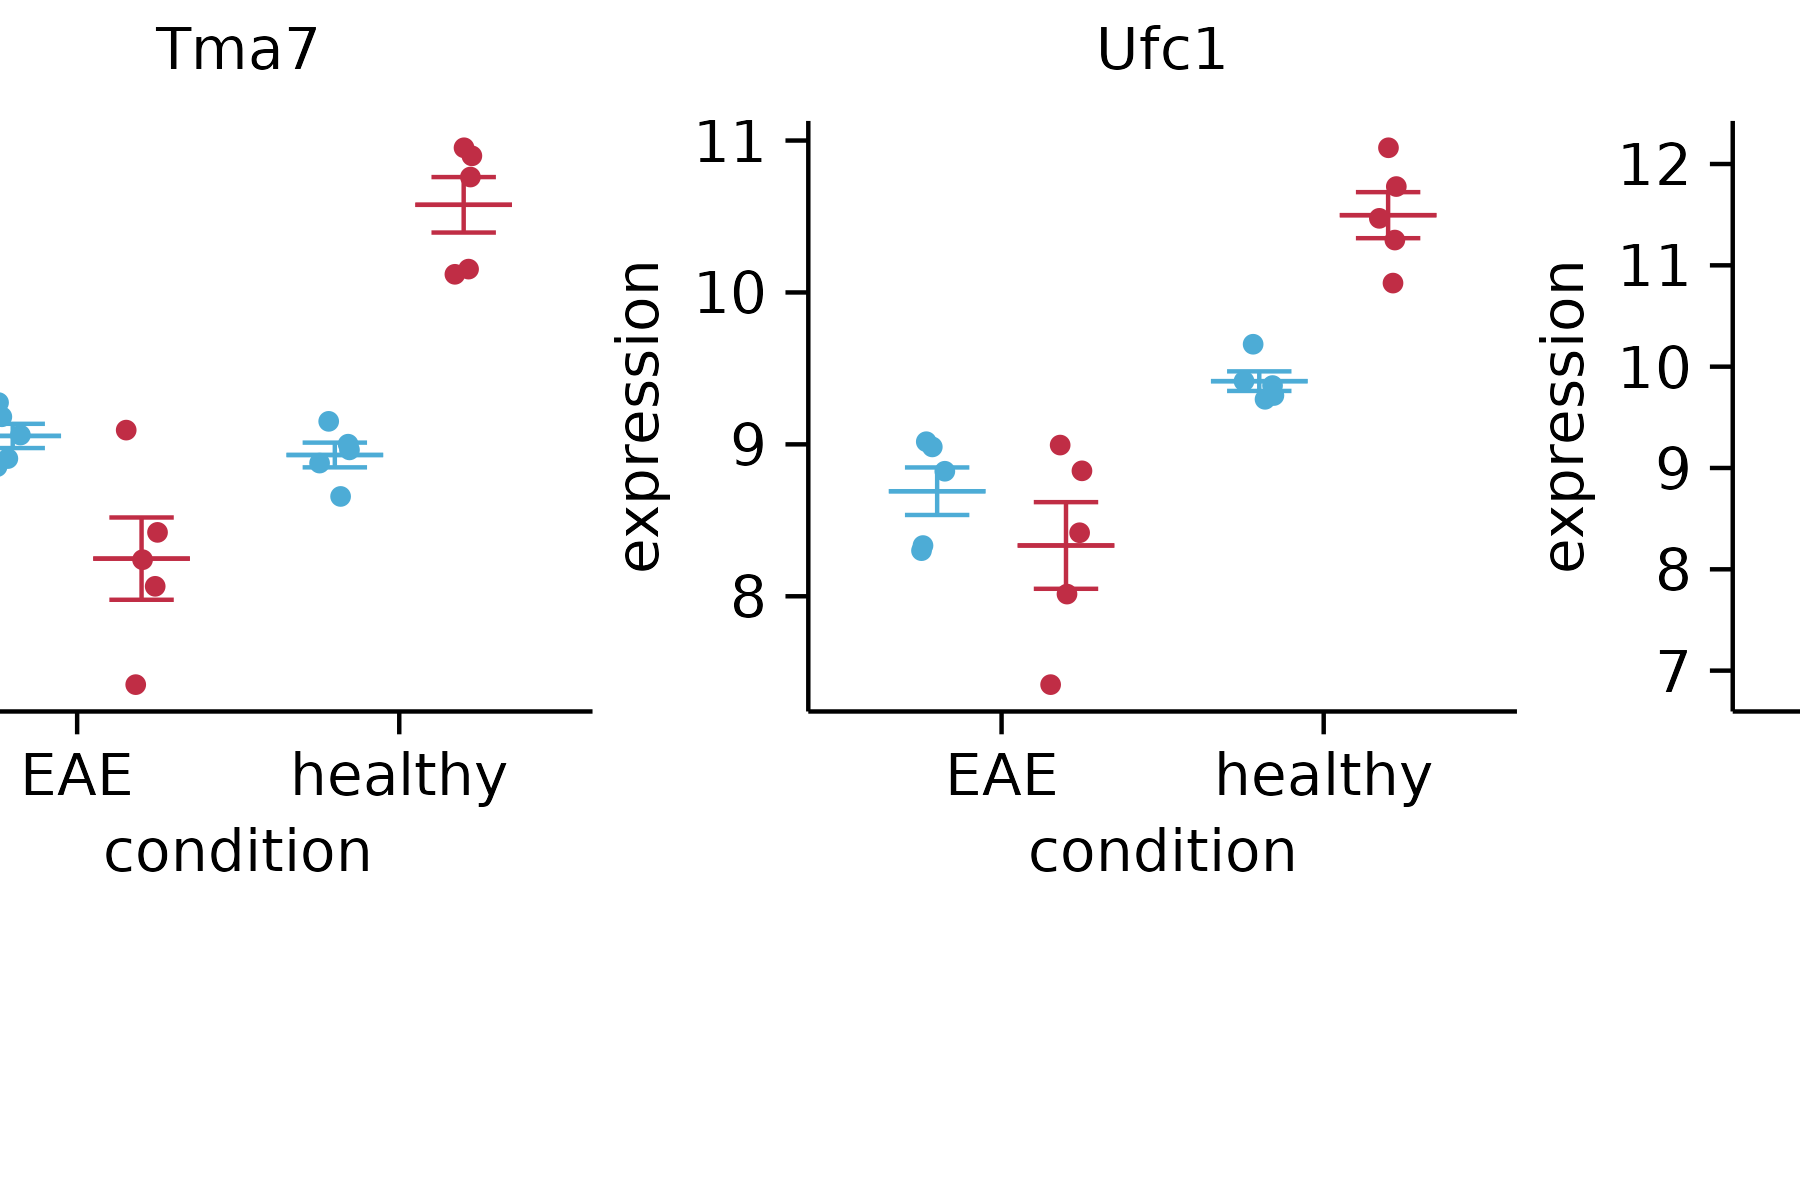 Tma7
EAE
healthy
condition
Ufc1
expression
11
10
9
8
EAE
healthy
condition
expression
12
11
10
9
8
7